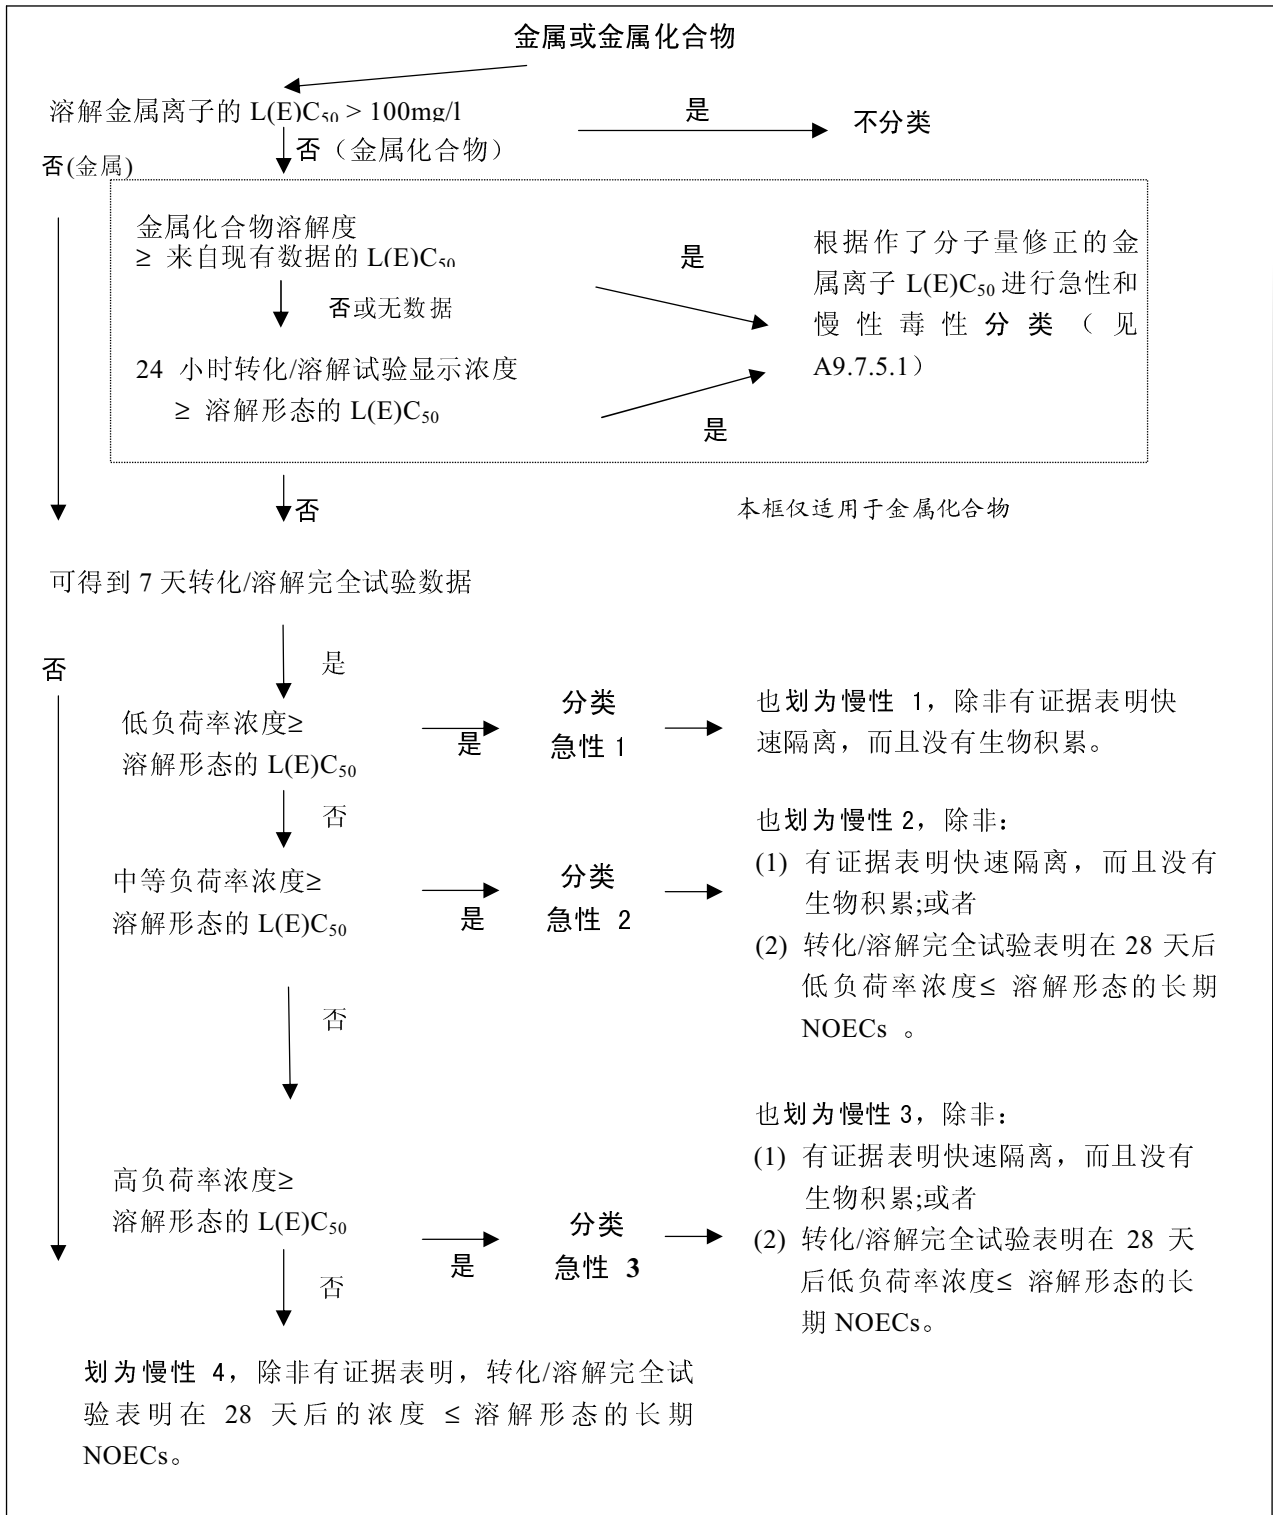 金属或金属化合物
溶解金属离子的 L(E)C₅₀ > 100mg/l
是
不分类
否（金属化合物）
否(金属)
金属化合物溶解度
≥ 来自现有数据的 L(E)C₅₀
是
否或无数据
24 小时转化/溶解试验显示浓度
≥ 溶解形态的 L(E)C₅₀
是
根据作了分子量修正的金
属离子 L(E)C₅₀ 进行急性和
慢性毒性分类（见
A9.7.5.1）
否
本框仅适用于金属化合物
可得到 7 天转化/溶解完全试验数据
否
是
低负荷率浓度≥
溶解形态的 L(E)C₅₀
是
分类
急性 1
也划为慢性 1，除非有证据表明快
速隔离，而且没有生物积累。
否
中等负荷率浓度≥
溶解形态的 L(E)C₅₀
是
分类
急性 2
也划为慢性 2，除非：
(1) 有证据表明快速隔离，而且没有
生物积累;或者
(2) 转化/溶解完全试验表明在 28 天后
低负荷率浓度≤ 溶解形态的长期
NOECs 。
否
高负荷率浓度≥
溶解形态的 L(E)C₅₀
是
分类
急性 3
也划为慢性 3，除非：
(1) 有证据表明快速隔离，而且没有
生物积累;或者
(2) 转化/溶解完全试验表明在 28 天
后低负荷率浓度≤ 溶解形态的长
期 NOECs。
否
划为慢性 4，除非有证据表明，转化/溶解完全试
验表明在 28 天后的浓度 ≤ 溶解形态的长期
NOECs。